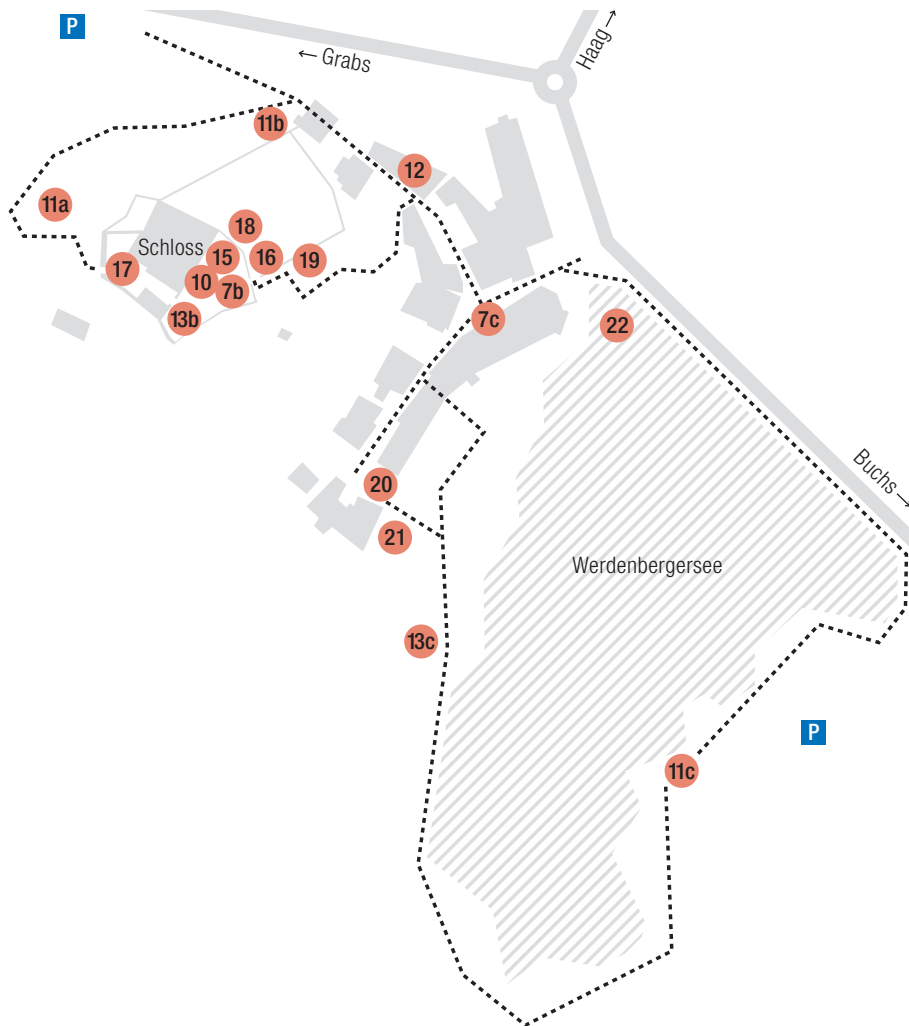 P
← Grabs
Haag →
11b
12
11a
18
Schloss
15
16
19
17
10
7b
13b
7c
22
20
Buchs →
21
Werdenbergersee
13c
P
11c